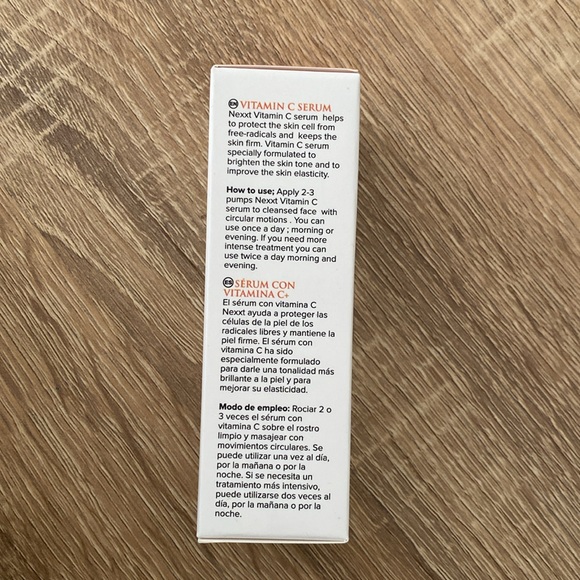 EN VITAMIN C SERUM
Nexxt Vitamin C serum helps
to protect the skin cell from
free-radicals and keeps the
skin firm. Vitamin C serum
specially formulated to
brighten the skin tone and to
improve the skin elasticity.
How to use; Apply 2-3
pumps Nexxt Vitamin C
serum to cleansed face with
circular motions . You can
use once a day ; morning or
evening. If you need more
intense treatment you can
use twice a day morning and
evening.
ES SÉRUM CON
VITAMINA C+
El sérum con vitamina C
Nexxt ayuda a proteger las
células de la piel de los
radicales libres y mantiene la
piel firme. El sérum con
vitamina C ha sido
especialmente formulado
para darle una tonalidad más
brillante a la piel y para
mejorar su elasticidad.
Modo de empleo: Rociar 2 o
3 veces el sérum con
vitamina C sobre el rostro
limpio y masajear con
movimientos circulares. Se
puede utilizar una vez al día,
por la mañana o por la
noche. Si se necesita un
tratamiento más intensivo,
puede utilizarse dos veces al
día, por la mañana o por la
noche.